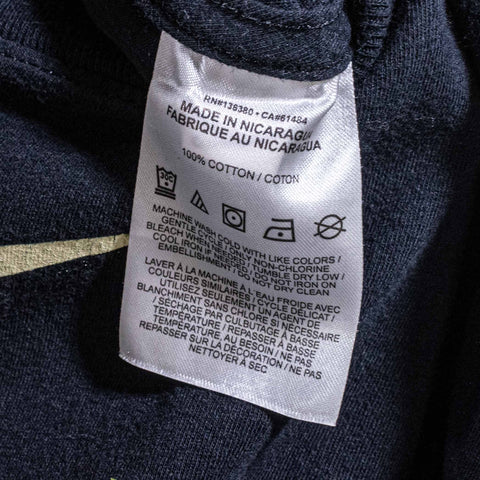 RN#138380 • CA#61484
MADE IN NICARAGUA
FABRIQUE AU NICARAGUA
100% COTTON / COTON
MACHINE WASH COLD WITH LIKE COLORS /
GENTLE CYCLE / ONLY NON-CHLORINE
BLEACH WHEN NEEDED / TUMBLE DRY LOW /
COOL IRON IF NEEDED / DO NOT IRON ON
EMBELLISHMENT / DO NOT DRY CLEAN
LAVER À LA MACHINE À L'EAU FROIDE AVEC
COULEURS SIMILAIRES / CYCLE DÉLICAT /
UTILISEZ SEULEMENT UN AGENT DE
BLANCHIMENT SANS CHLORE SI NÉCESSAIRE
/ SÉCHAGE PAR CULBUTAGE À BASSE
TEMPÉRATURE / REPASSER À BASSE
TEMPÉRATURE AU BESOIN / NE PAS
REPASSER SUR LA DÉCORATION / NE PAS
NETTOYER À SEC